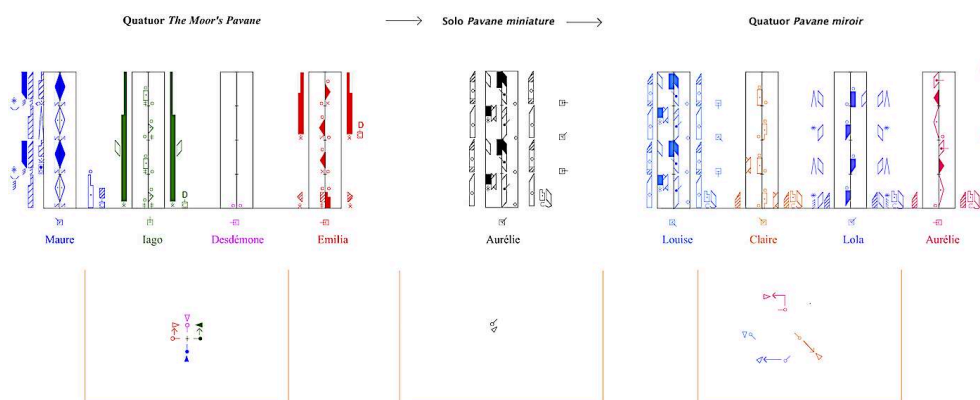 Quatuor The Moor's Pavane
Solo Pavane miniature
Quatuor Pavane miroir
D
D
Maure Iago Desdémone Emilia Aurélie Louise Claire Lola Aurélie